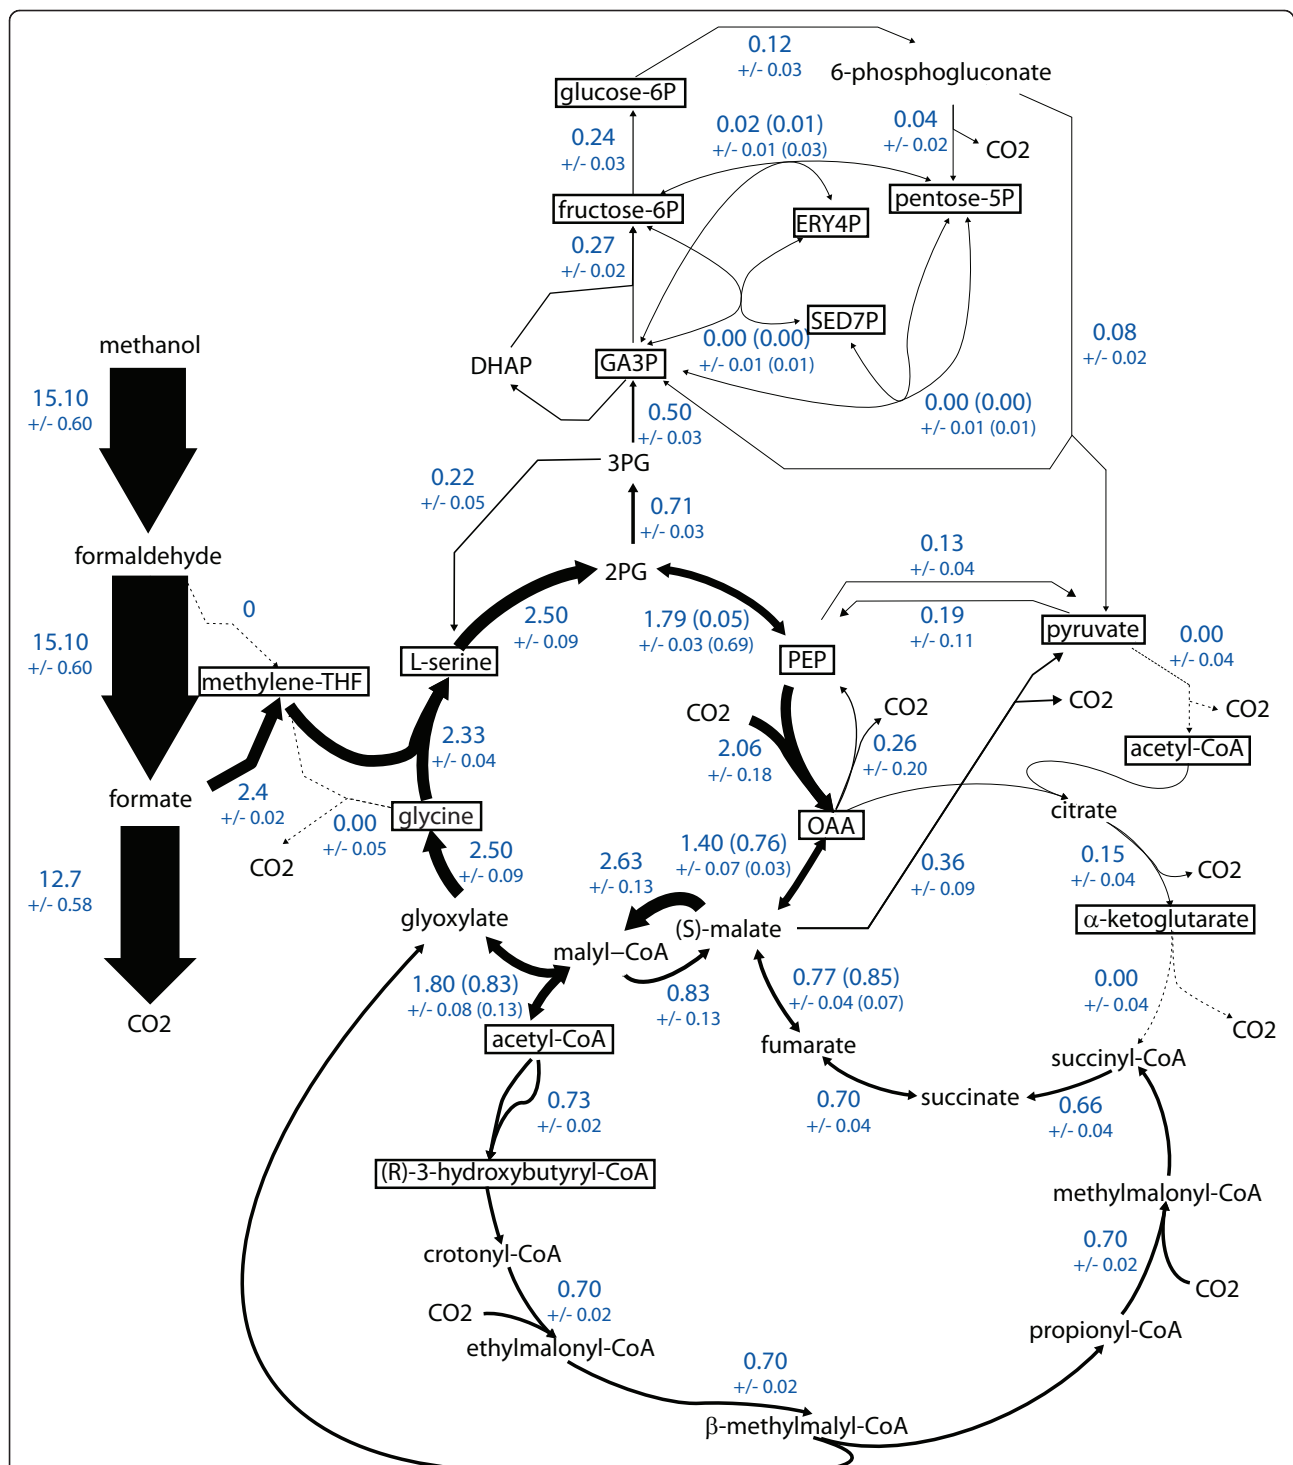 0.12
+/- 0.03
6-phosphogluconate
glucose-6P
0.24
+/- 0.03
0.02 (0.01)
+/- 0.01 (0.03)
0.04
+/- 0.02
CO2
fructose-6P
ERY4P
pentose-5P
0.27
+/- 0.02
SED7P
0.00 (0.00)
+/- 0.01 (0.01)
0.08
+/- 0.02
methanol
DHAP
GA3P
15.10
+/- 0.60
0.50
+/- 0.03
0.00 (0.00)
+/- 0.01 (0.01)
3PG
0.22
+/- 0.05
0.71
+/- 0.03
formaldehyde
2PG
0.13
+/- 0.04
0
2.50
+/- 0.09
1.79 (0.05)
+/- 0.03 (0.69)
0.19
+/- 0.11
pyruvate
0.00
+/- 0.04
15.10
+/- 0.60
methylene-THF
L-serine
PEP
CO2
CO2
CO2
CO2
2.33
+/- 0.04
2.06
+/- 0.18
0.26
+/- 0.20
acetyl-CoA
formate
2.4
+/- 0.02
0.00
+/- 0.05
glycine
OAA
citrate
CO2
2.50
+/- 0.09
2.63
+/- 0.13
1.40 (0.76)
+/- 0.07 (0.03)
0.36
+/- 0.09
0.15
+/- 0.04
CO2
12.7
+/- 0.58
glyoxylate
malyl–CoA
(S)-malate
α-ketoglutarate
1.80 (0.83)
+/- 0.08 (0.13)
0.83
+/- 0.13
0.77 (0.85)
+/- 0.04 (0.07)
0.00
+/- 0.04
CO2
CO2
acetyl-CoA
fumarate
succinyl-CoA
0.73
+/- 0.02
0.70
+/- 0.04
succinate
0.66
+/- 0.04
(R)-3-hydroxybutyryl-CoA
methylmalonyl-CoA
crotonyl-CoA
0.70
+/- 0.02
0.70
+/- 0.02
CO2
CO2
ethylmalonyl-CoA
propionyl-CoA
0.70
+/- 0.02
β-methylmalyl-CoA